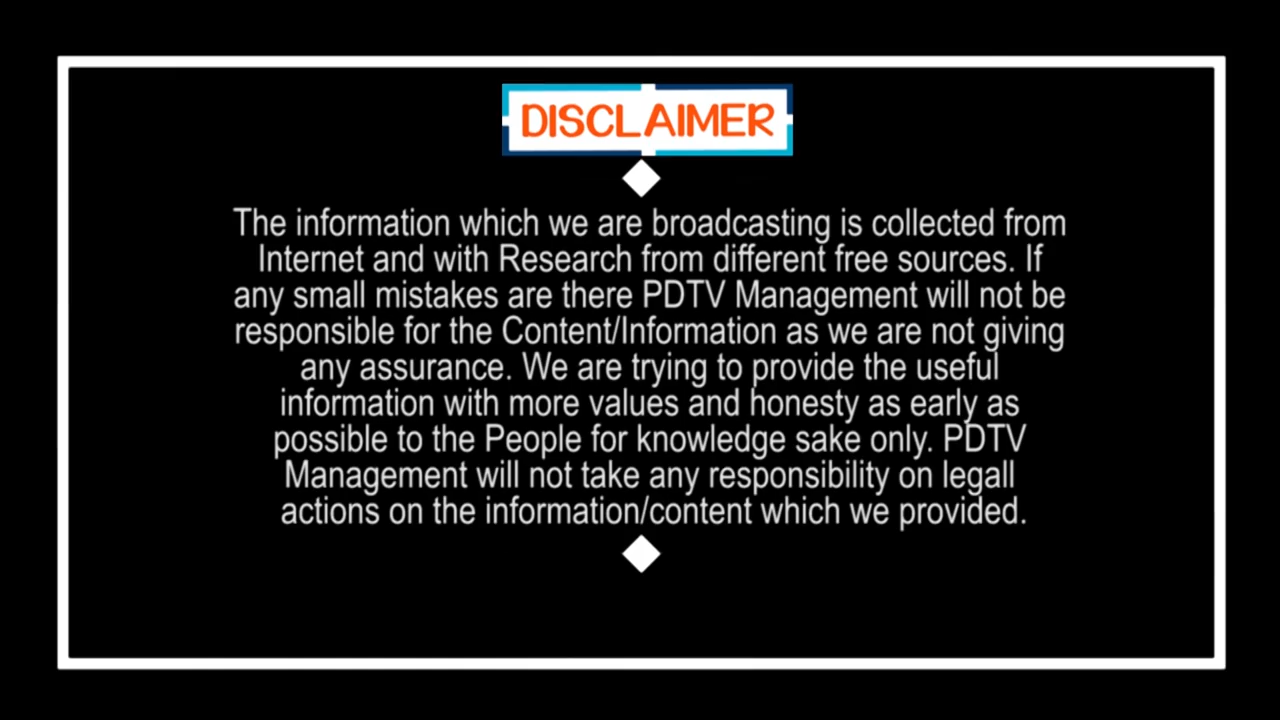 DISCLAIMER
The information which we are broadcasting is collected from
Internet and with Research from different free sources. If
any small mistakes are there PDTV Management will not be
responsible for the Content/Information as we are not giving
any assurance. We are trying to provide the useful
information with more values and honesty as early as
possible to the People for knowledge sake only. PDTV
Management will not take any responsibility on legall
actions on the information/content which we provided.